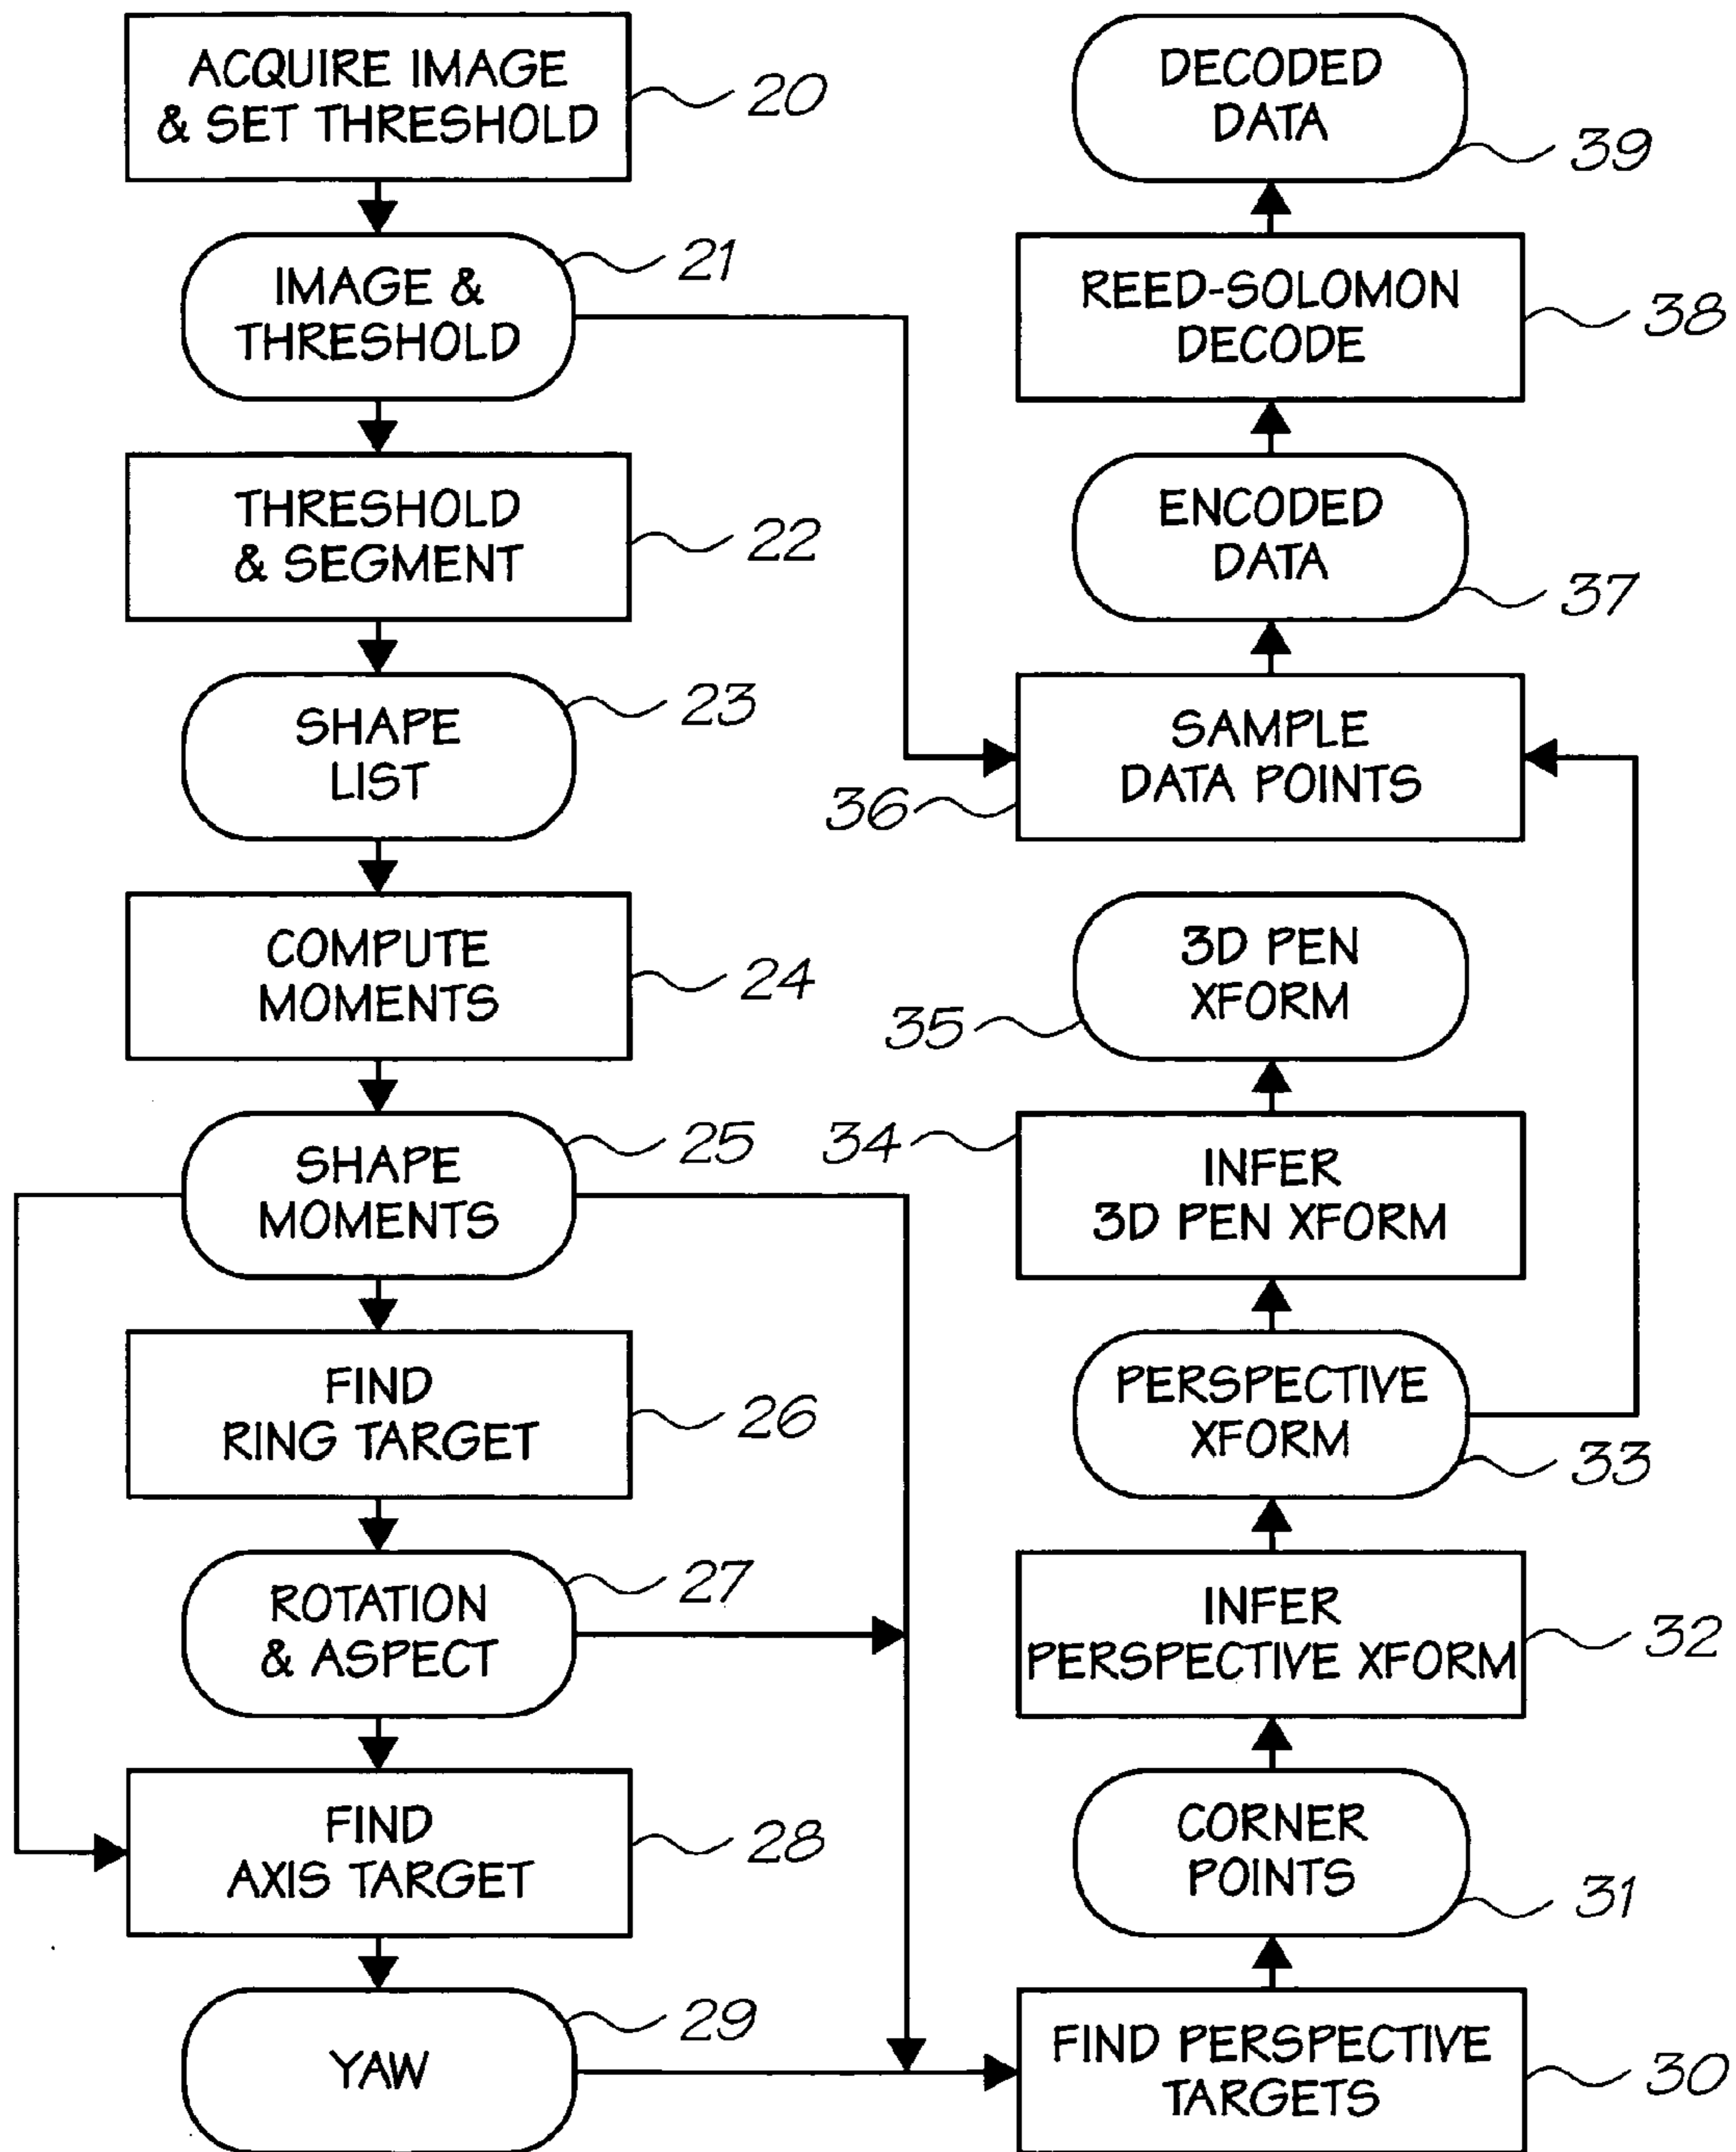 ACQUIRE IMAGE
& SET THRESHOLD
20
IMAGE &
THRESHOLD
21
THRESHOLD
& SEGMENT
22
SHAPE
LIST
23
COMPUTE
MOMENTS
24
SHAPE
MOMENTS
25
FIND
RING TARGET
26
ROTATION
& ASPECT
27
FIND
AXIS TARGET
28
YAW
29
FIND PERSPECTIVE
TARGETS
30
CORNER
POINTS
31
INFER
PERSPECTIVE XFORM
32
PERSPECTIVE
XFORM
33
INFER
3D PEN XFORM
34
3D PEN
XFORM
35
SAMPLE
DATA POINTS
36
ENCODED
DATA
37
REED-SOLOMON
DECODE
38
DECODED
DATA
39